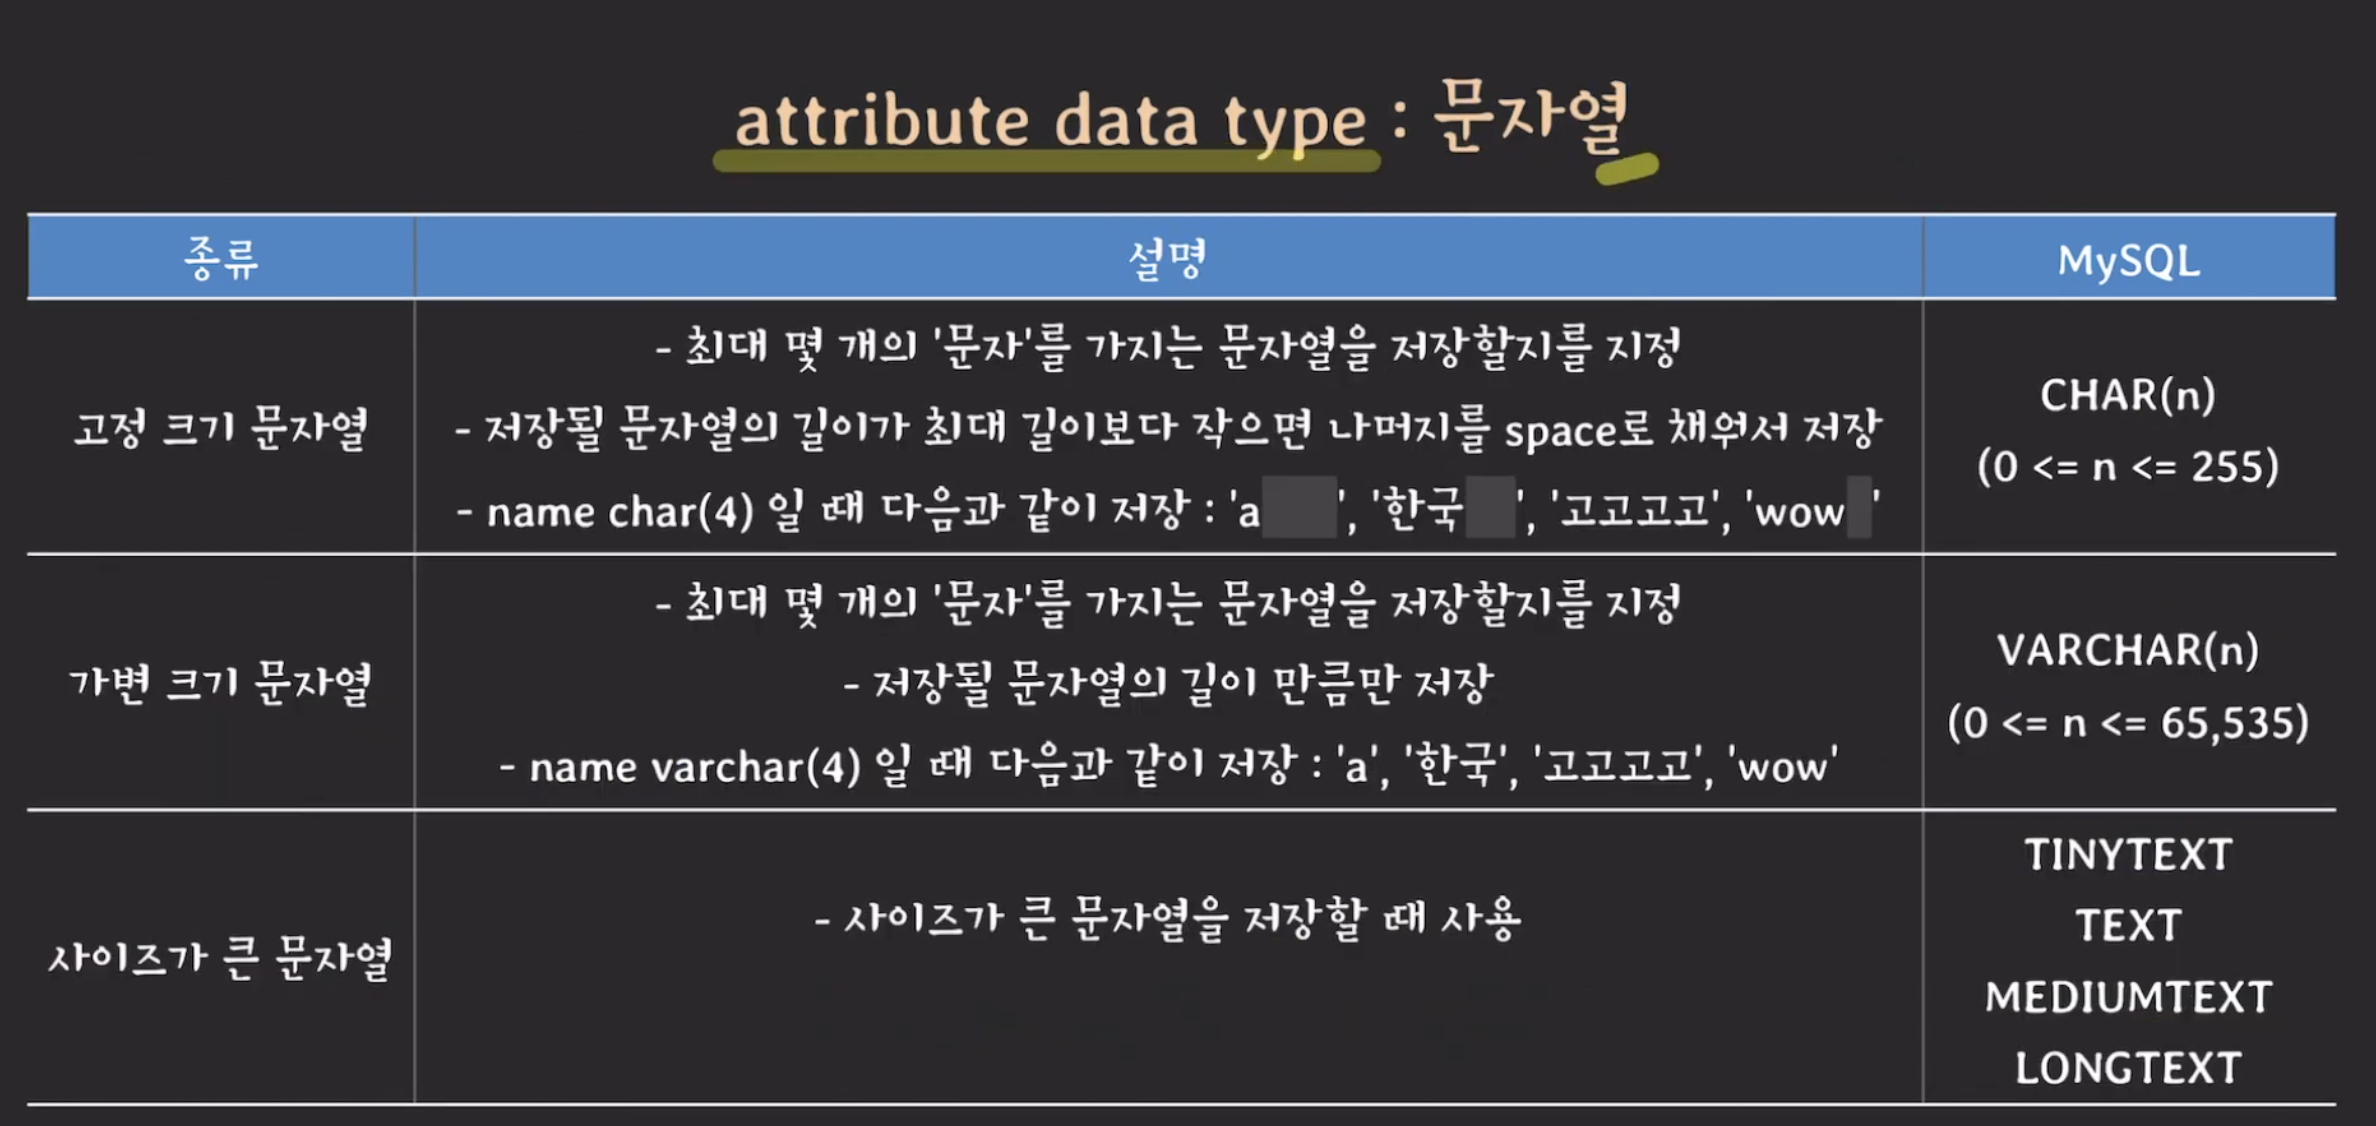 attribute data type : 문자열
종류
설명
MySQL
고정 크기 문자열
- 최대 몇 개의 '문자'를 가지는 문자열을 저장할지를 지정
- 저장될 문자열의 길이가 최대 길이보다 작으면 나머지를 space로 채워서 저장
- name char(4) 일 때 다음과 같이 저장 : 'a   ', '한국  ', '고고고고', 'wow '
CHAR(n)
(0 <= n <= 255)
가변 크기 문자열
- 최대 몇 개의 '문자'를 가지는 문자열을 저장할지를 지정
- 저장될 문자열의 길이 만큼만 저장
- name varchar(4) 일 때 다음과 같이 저장 : 'a', '한국', '고고고고', 'wow'
VARCHAR(n)
(0 <= n <= 65,535)
사이즈가 큰 문자열
- 사이즈가 큰 문자열을 저장할 때 사용
TINYTEXT
TEXT
MEDIUMTEXT
LONGTEXT